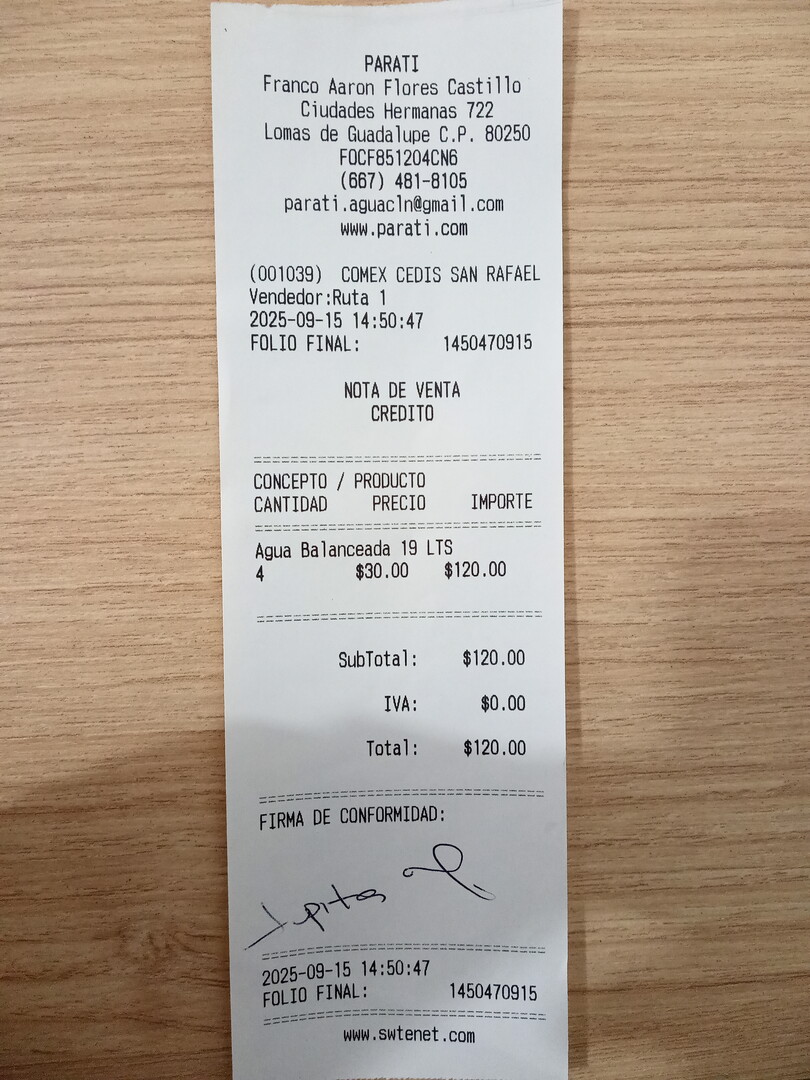 PARATI
Franco Aaron Flores Castillo
Ciudades Hermanas 722
Lomas de Guadalupe C.P. 80250
FOCF851204CN6
(667) 481-8105
parati.aguacln@gmail.com
www.parati.com
(001039) COMEX CEDIS SAN RAFAEL
Vendedor:Ruta 1
2025-09-15 14:50:47
FOLIO FINAL: 1450470915
NOTA DE VENTA
CREDITO
CONCEPTO / PRODUCTO
CANTIDAD PRECIO IMPORTE
Agua Balanceada 19 LTS
4 $30.00 $120.00
SubTotal: $120.00
IVA: $0.00
Total: $120.00
FIRMA DE CONFORMIDAD:
2025-09-15 14:50:47
FOLIO FINAL: 1450470915
www.swtenet.com